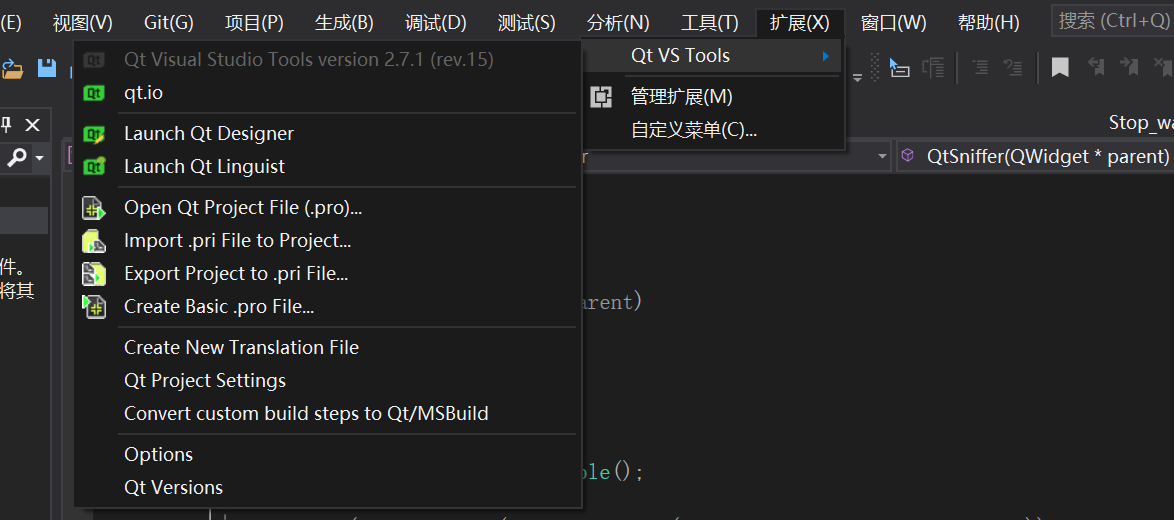 (E) 视图(V) Git(G) 项目(P) 生成(B) 调试(D) 测试(S) 分析(N) 工具(T) 扩展(X) 窗口(W) 帮助(H) 搜索 (Ctrl+Q)
Qt Visual Studio Tools version 2.7.1 (rev.15)
qt.io
Launch Qt Designer
Launch Qt Linguist
Open Qt Project File (.pro)...
Import .pri File to Project...
Export Project to .pri File...
Create Basic .pro File...
Create New Translation File
Qt Project Settings
Convert custom build steps to Qt/MSBuild
Options
Qt Versions
Qt VS Tools
管理扩展(M)
自定义菜单(C)...
QtSniffer(QWidget * parent)
件。
将其
arent)
ole();